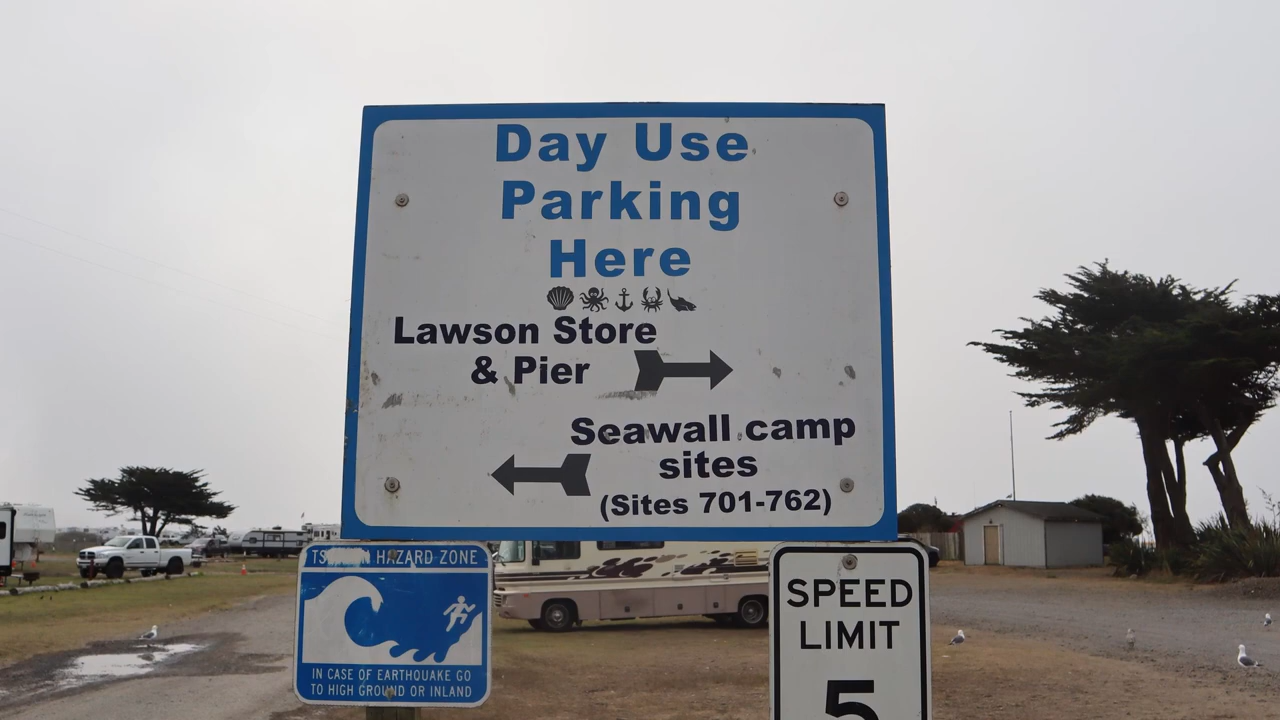 Day Use
Parking
Here
Lawson Store
& Pier
Seawall camp
sites
(Sites 701-762)
HAZARD ZONE
IN CASE OF EARTHQUAKE GO
TO HIGH GROUND OR INLAND
SPEED
LIMIT
5